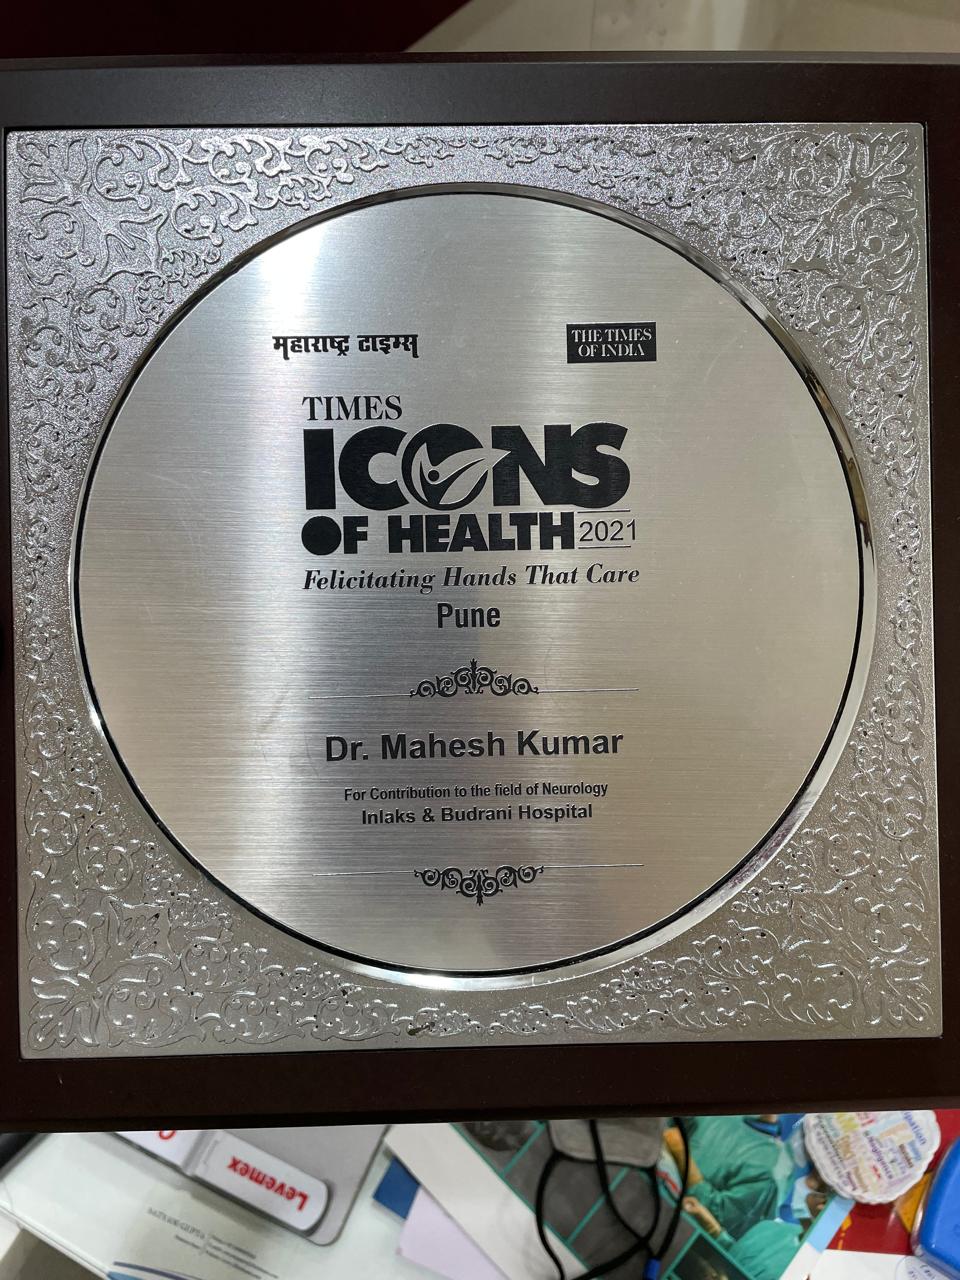 महाराष्ट्र टाइम्स
THE TIMES
OF INDIA
TIMES
ICONS
OF HEALTH 2021
Felicitating Hands That Care
Pune
Dr. Mahesh Kumar
For Contribution to the field of Neurology
Inlaks & Budrani Hospital
Levemex